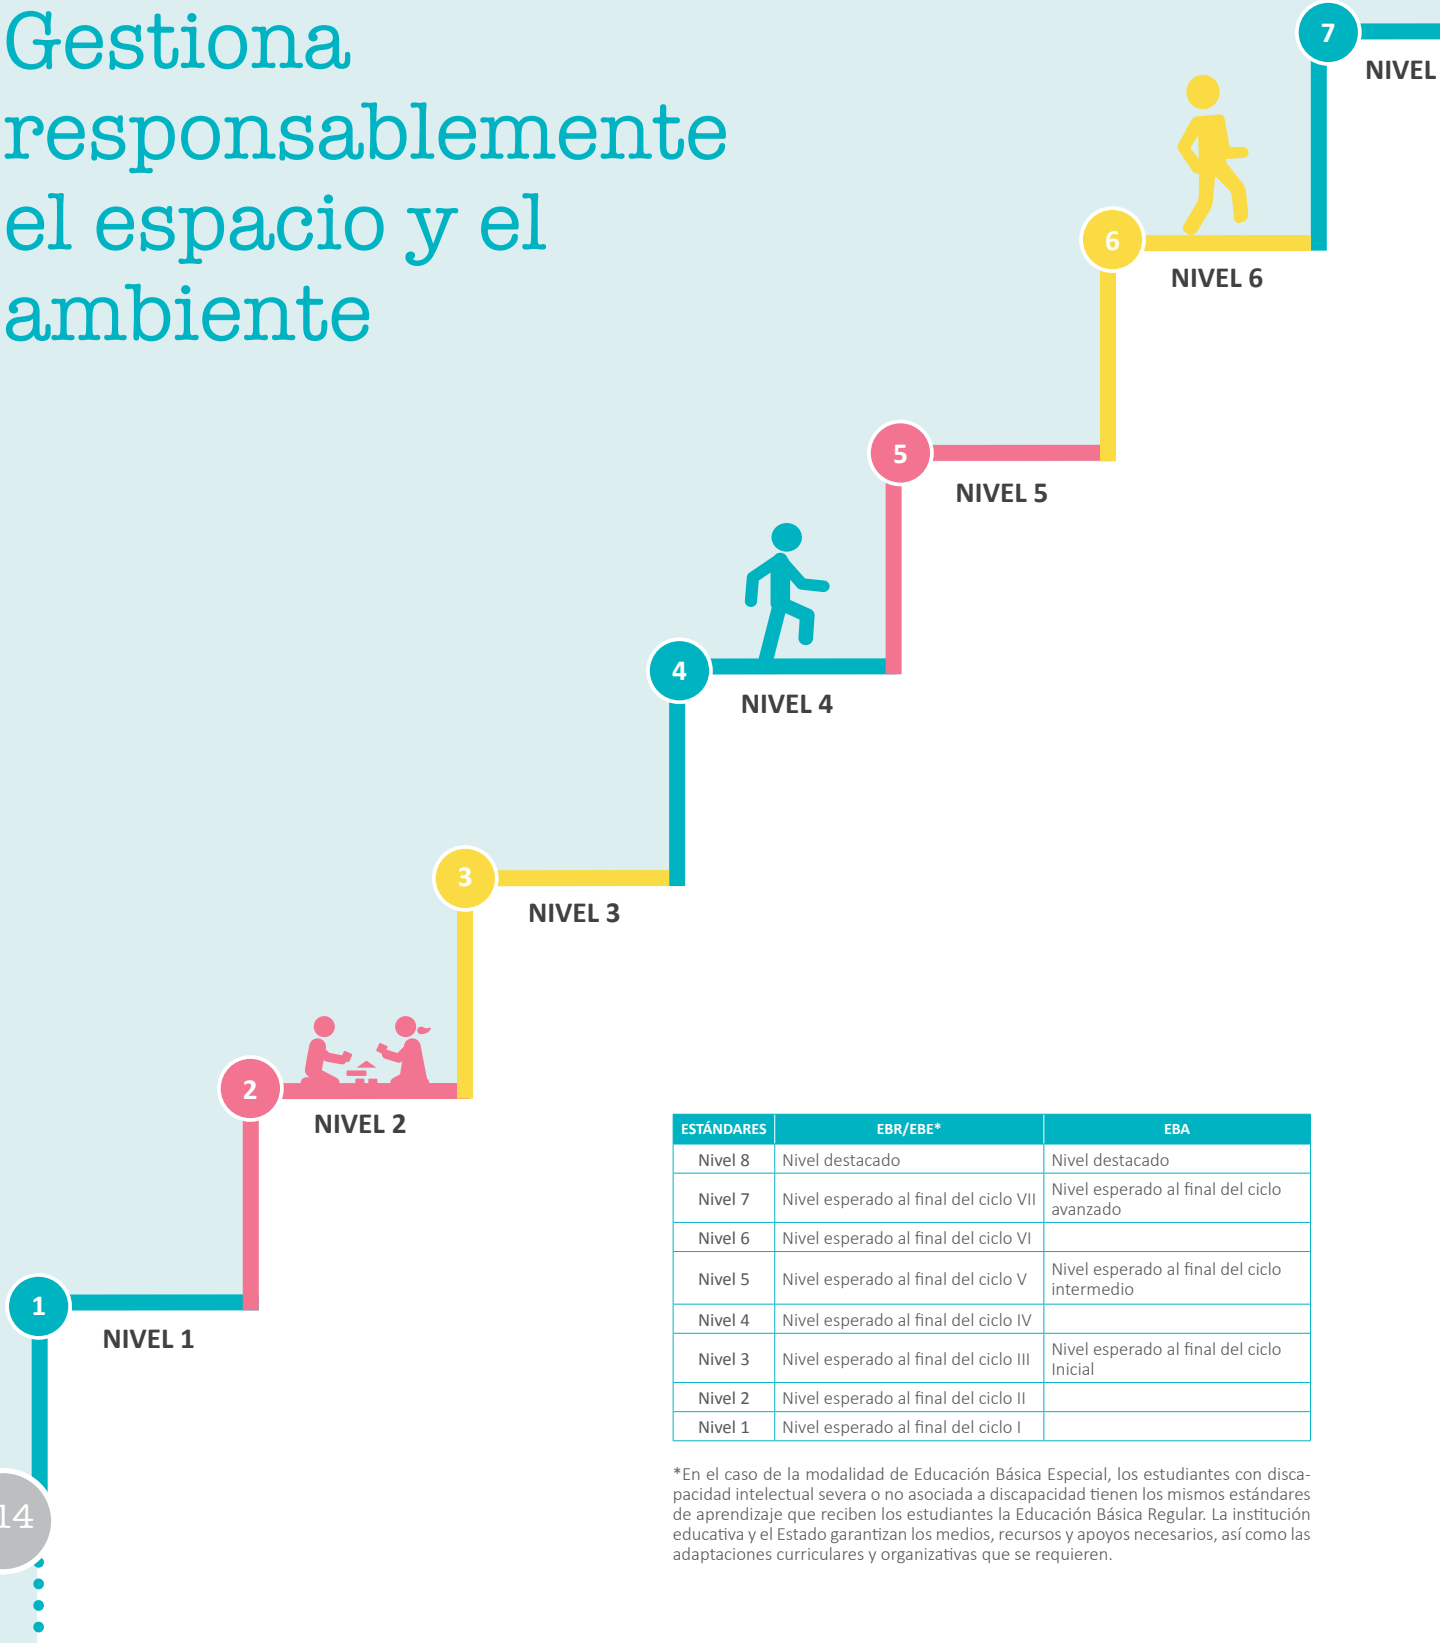 Gestiona
responsablemente
el espacio y el
ambiente
7
NIVEL
6
NIVEL 6
5
NIVEL 5
4
NIVEL 4
3
NIVEL 3
2
NIVEL 2
1
NIVEL 1
ESTÁNDARES EBR/EBE* EBA
Nivel 8 Nivel destacado Nivel destacado
Nivel 7 Nivel esperado al final del ciclo VII Nivel esperado al final del ciclo
avanzado
Nivel 6 Nivel esperado al final del ciclo VI
Nivel 5 Nivel esperado al final del ciclo V Nivel esperado al final del ciclo
intermedio
Nivel 4 Nivel esperado al final del ciclo IV
Nivel 3 Nivel esperado al final del ciclo III Nivel esperado al final del ciclo
Inicial
Nivel 2 Nivel esperado al final del ciclo II
Nivel 1 Nivel esperado al final del ciclo I
*En el caso de la modalidad de Educación Básica Especial, los estudiantes con disca-
pacidad intelectual severa o no asociada a discapacidad tienen los mismos estándares
de aprendizaje que reciben los estudiantes la Educación Básica Regular. La institución
educativa y el Estado garantizan los medios, recursos y apoyos necesarios, así como las
adaptaciones curriculares y organizativas que se requieren.
14